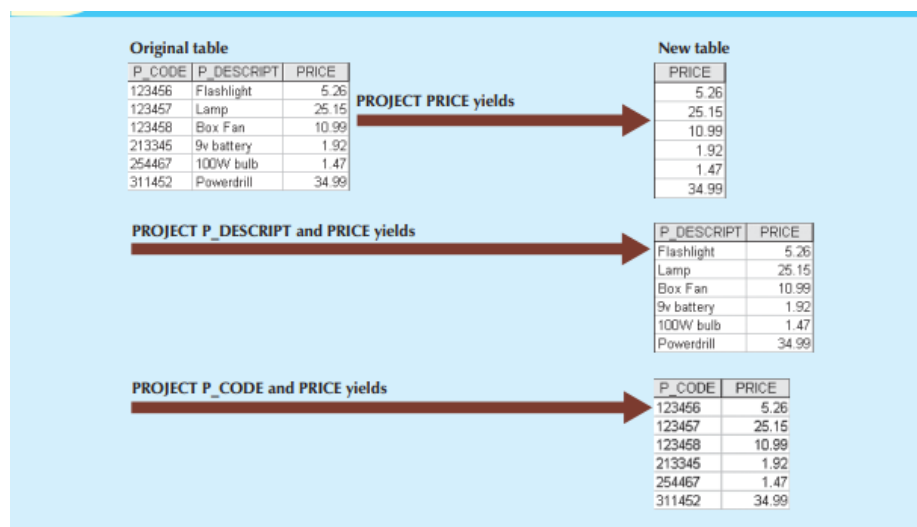 Original table
New table
P_CODE P_DESCRIPT PRICE
123456 Flashlight 5.26
123457 Lamp 25.15
123458 Box Fan 10.99
213345 9v battery 1.92
254467 100W bulb 1.47
311452 Powerdrill 34.99
PROJECT PRICE yields
PRICE
5.26
25.15
10.99
1.92
1.47
34.99
PROJECT P_DESCRIPT and PRICE yields
P_DESCRIPT PRICE
Flashlight 5.26
Lamp 25.15
Box Fan 10.99
9v battery 1.92
100W bulb 1.47
Powerdrill 34.99
PROJECT P_CODE and PRICE yields
P_CODE PRICE
123456 5.26
123457 25.15
123458 10.99
213345 1.92
254467 1.47
311452 34.99